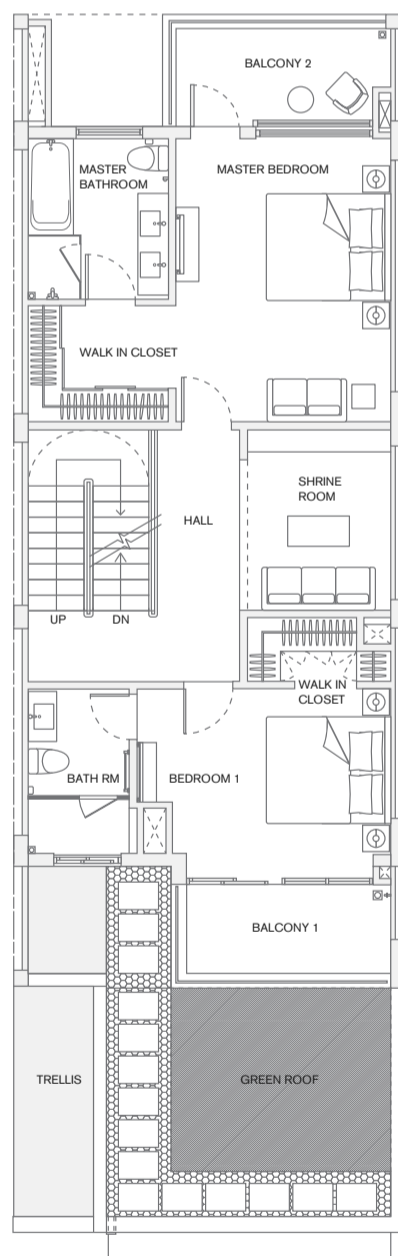 BALCONY 2
MASTER
BATHROOM
MASTER BEDROOM
WALK IN CLOSET
SHRINE
ROOM
HALL
UP
DN
WALK IN
CLOSET
BATH RM
BEDROOM 1
BALCONY 1
TRELLIS
GREEN ROOF